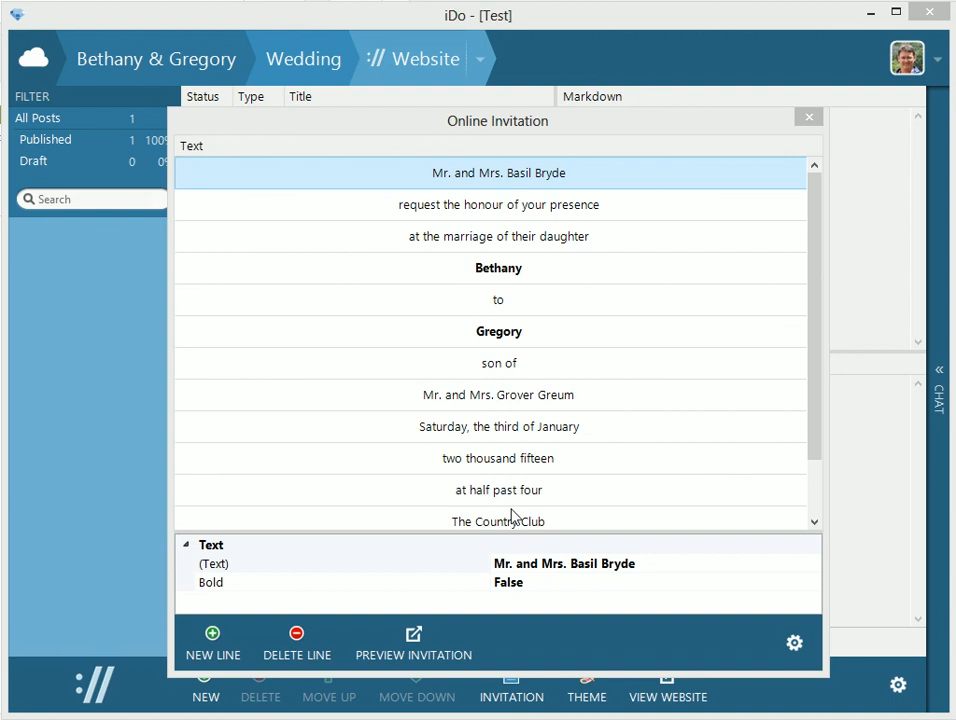 iDo - [Test]
Bethany & Gregory
Wedding
:// Website
FILTER
Status
Type
Title
Markdown
All Posts 1
Published 1 100%
Draft 0 0%
Search
Online Invitation
Text
Mr. and Mrs. Basil Bryde
request the honour of your presence
at the marriage of their daughter
Bethany
to
Gregory
son of
Mr. and Mrs. Grover Greum
Saturday, the third of January
two thousand fifteen
at half past four
The Country Club
« CHAT
Text
(Text) Mr. and Mrs. Basil Bryde
Bold False
NEW LINE
DELETE LINE
PREVIEW INVITATION
://
NEW
DELETE
MOVE UP
MOVE DOWN
INVITATION
THEME
VIEW WEBSITE